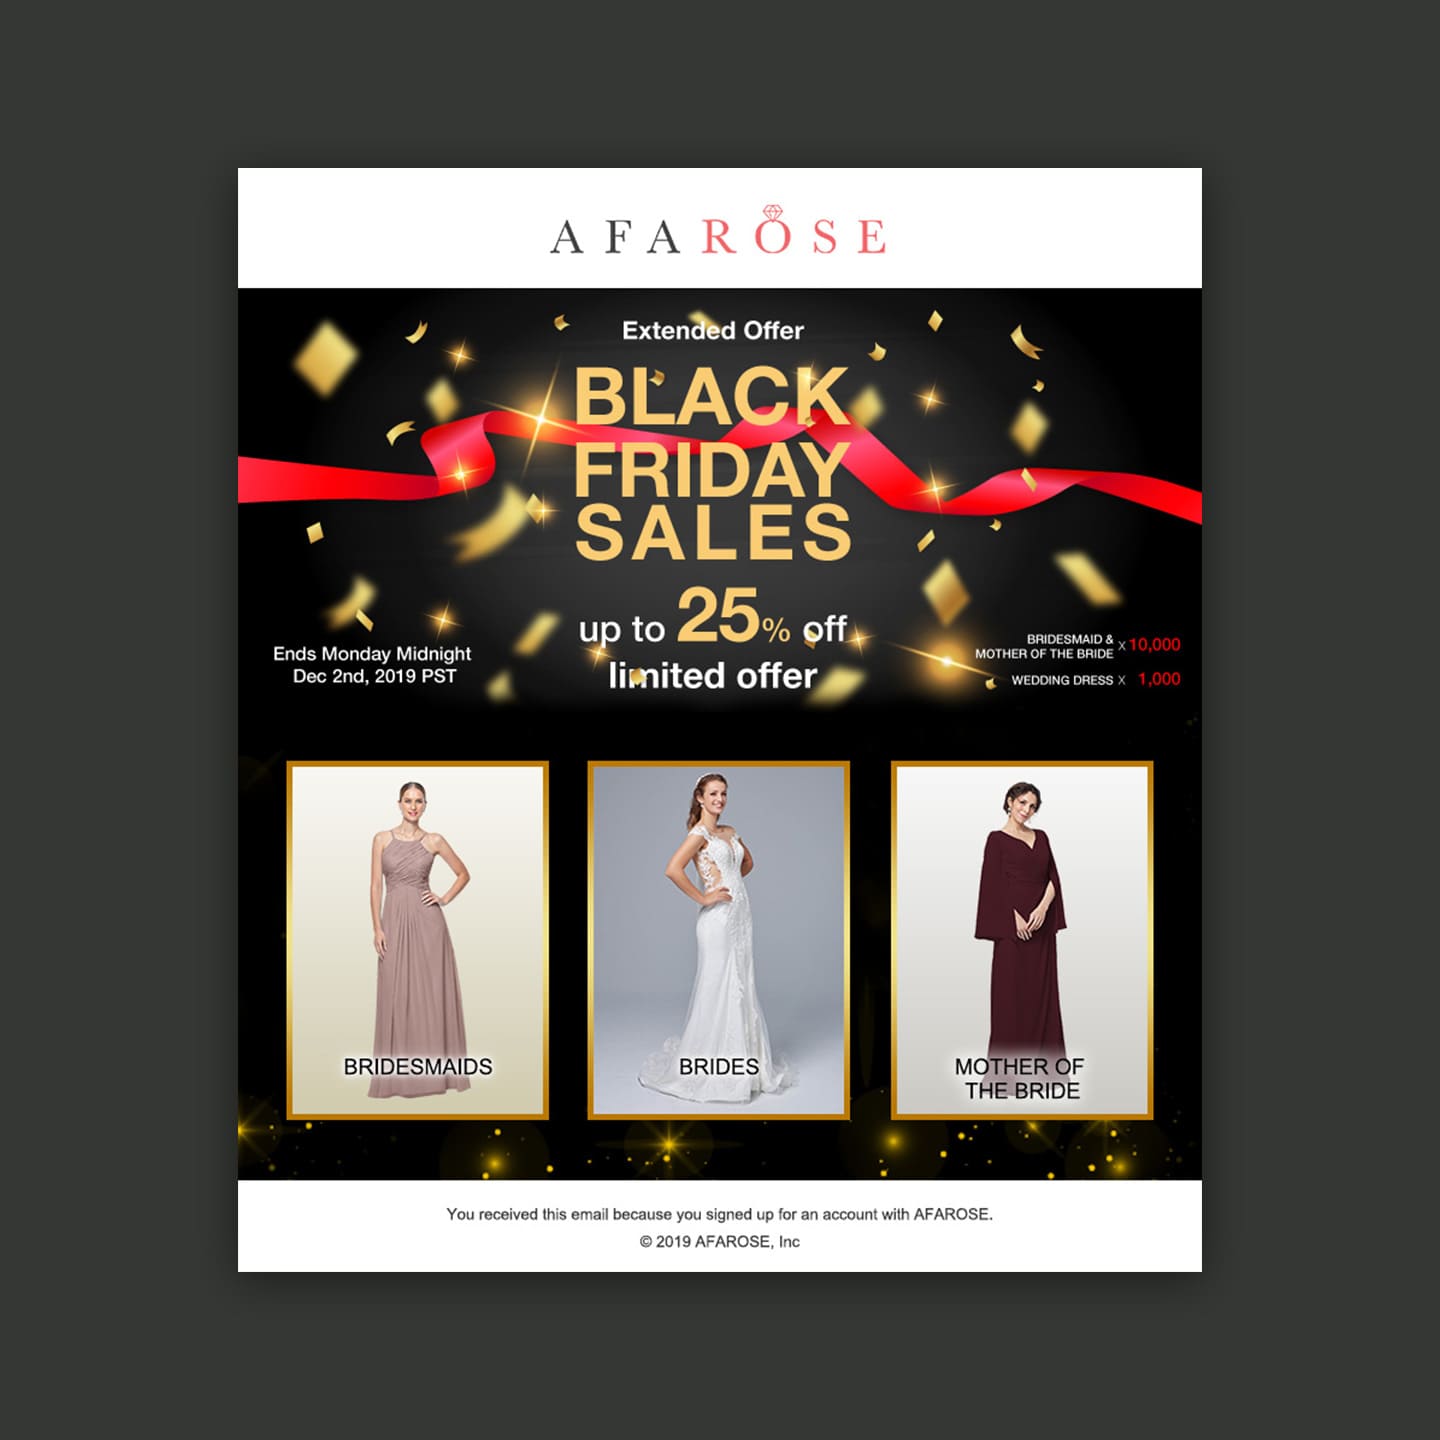 AFAROSE
Extended Offer
BLACK
FRIDAY
SALES
up to 25% off
limited offer
Ends Monday Midnight
Dec 2nd, 2019 PST
BRIDESMAID &
MOTHER OF THE BRIDE X 10,000
WEDDING DRESS X 1,000
BRIDESMAIDS
BRIDES
MOTHER OF
THE BRIDE
You received this email because you signed up for an account with AFAROSE.
© 2019 AFAROSE, Inc